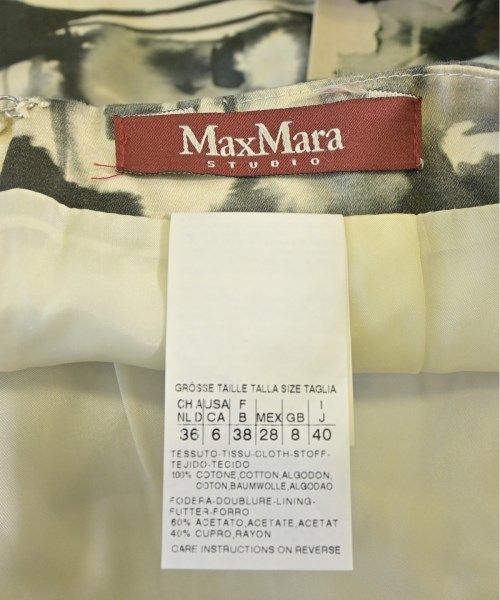 MaxMara
STUDIO
GRÖSSE TAILLE TALLA SIZE TAGLIA
CH A USA F I
NL D CA B MEX GB J
36 6 38 28 8 40
TESSUTO-TISSU-CLOTH-STOFF-
TEJIDO-TECIDO
100% COTONE,COTTON,ALGODON,
COTON,BAUMWOLLE,ALGODAO
FODERA-DOUBLURE-LINING-
FUTTER-FORRO
60% ACETATO,ACETATE,ACETAT
40% CUPRO,RAYON
CARE INSTRUCTIONS ON REVERSE